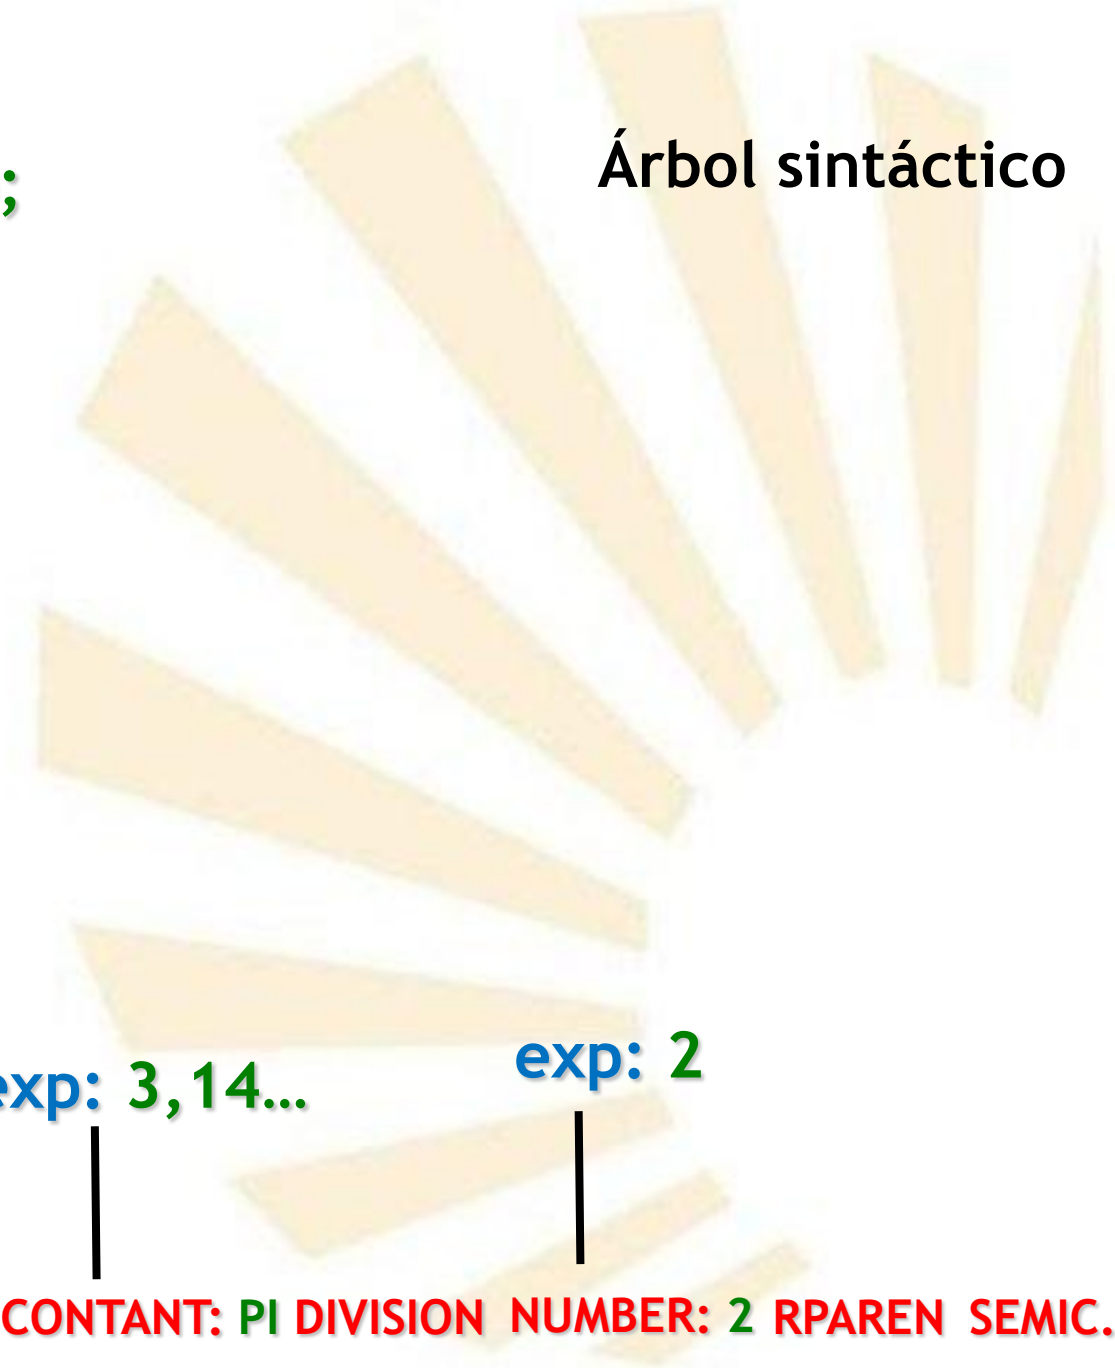 Árbol sintáctico
;
exp: 2
exp: 3,14...
CONTANT: PI DIVISION NUMBER: 2 RPAREN SEMIC.